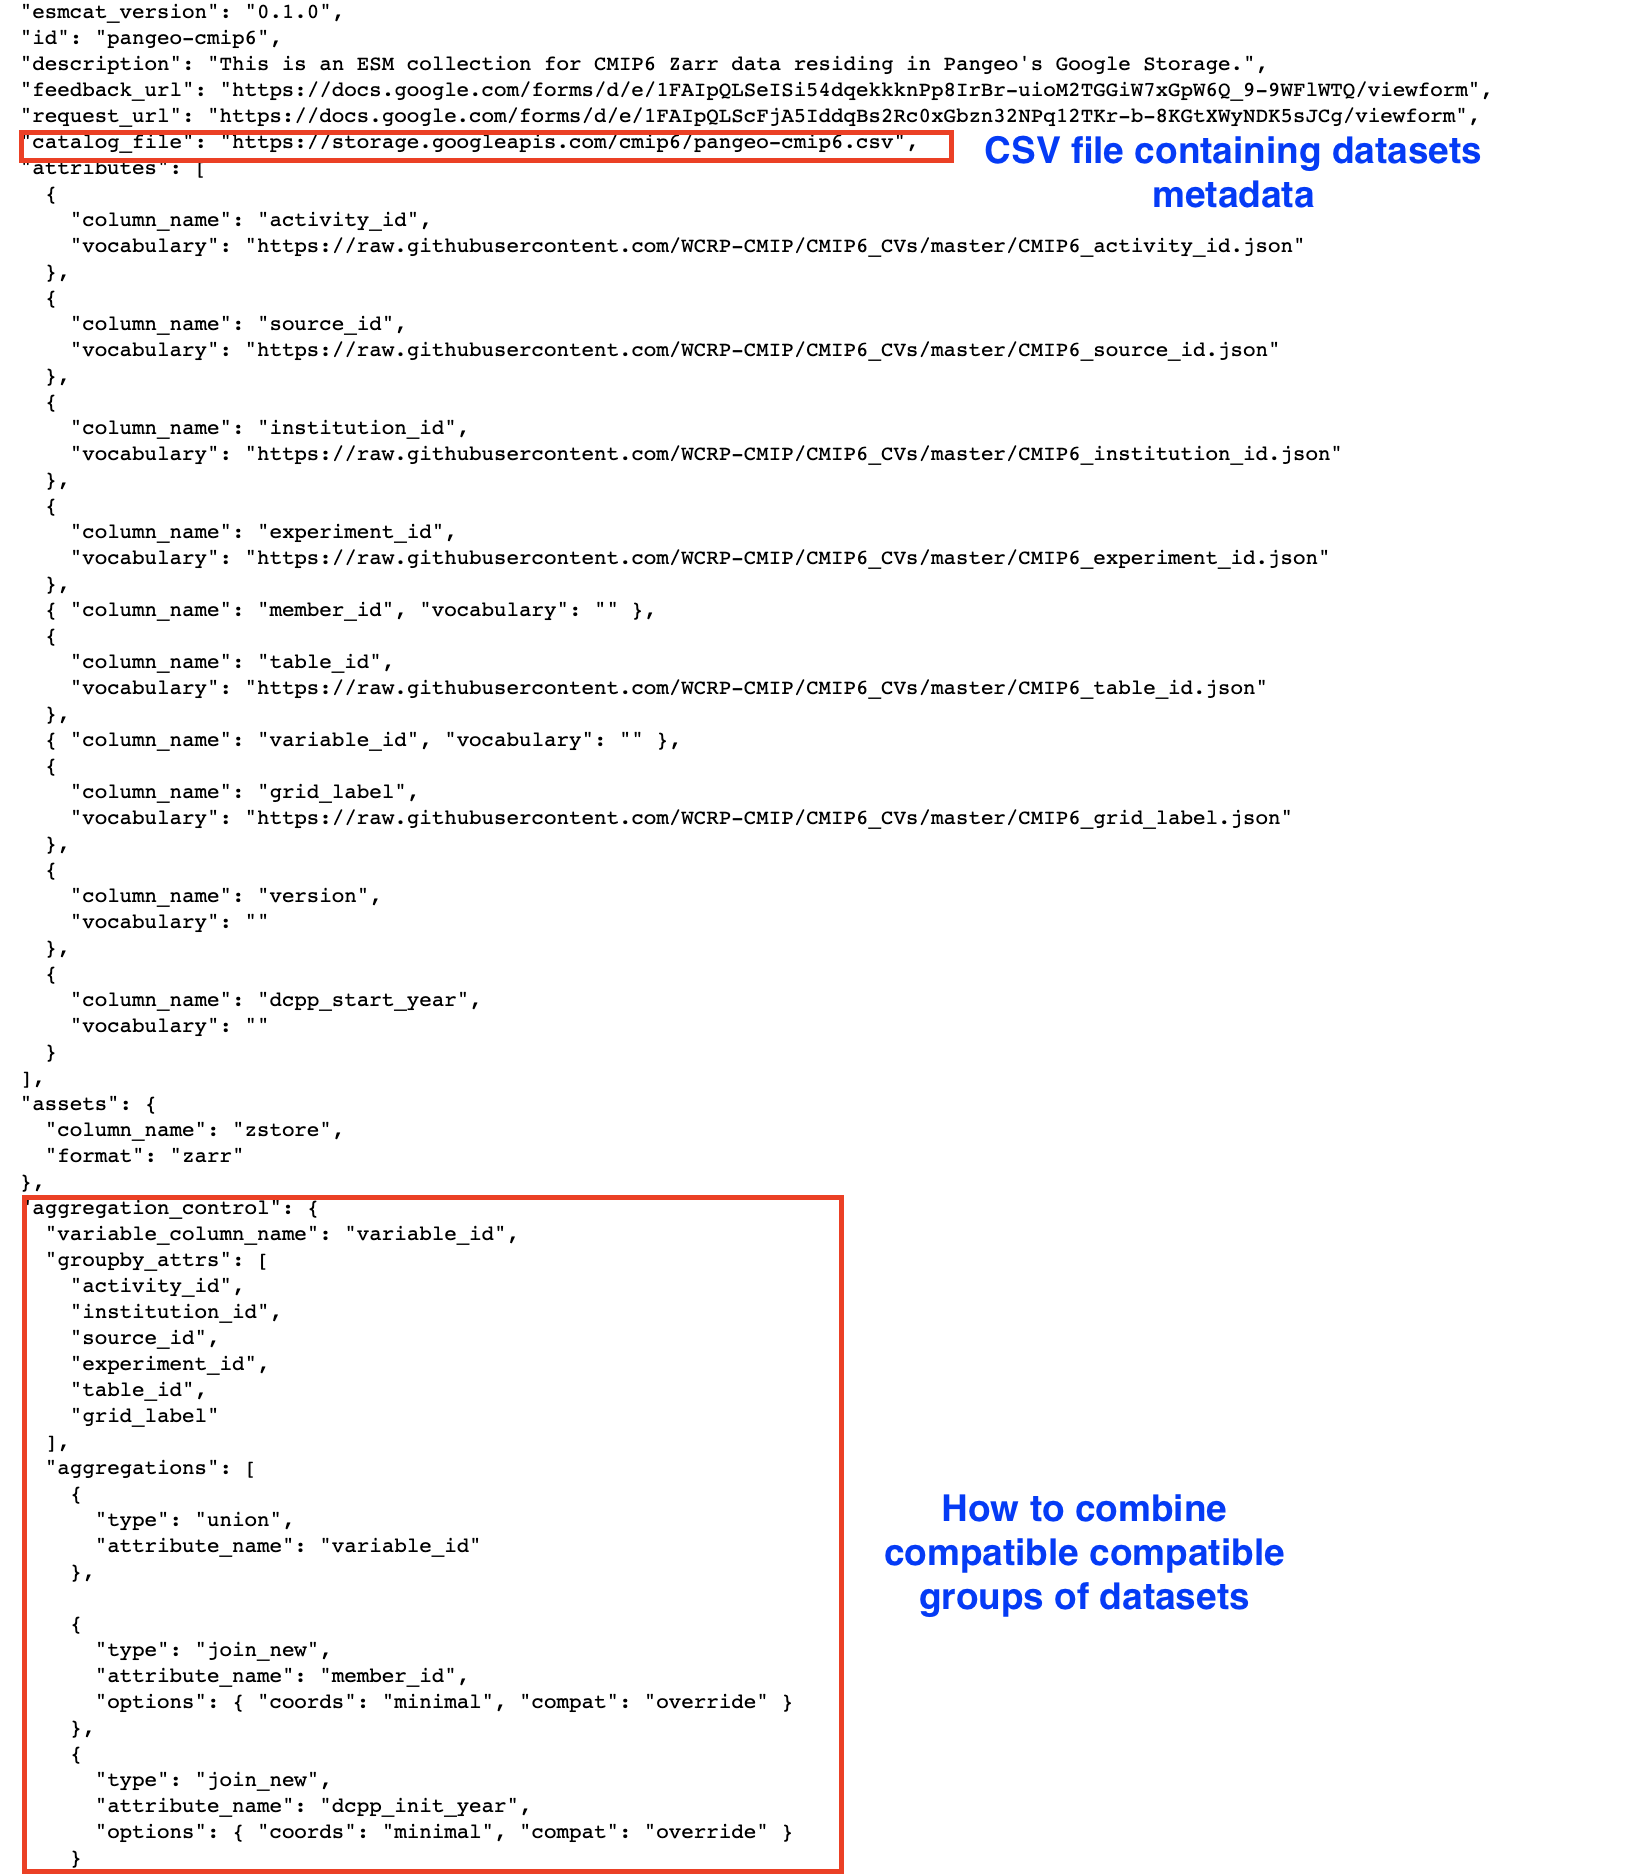 "esmcat_version": "0.1.0",
"id": "pangeo-cmip6",
"description": "This is an ESM collection for CMIP6 Zarr data residing in Pangeo's Google Storage.",
"feedback_url": "https://docs.google.com/forms/d/e/1FAIpQLSeISi54dqekkknPp8IrBr-uioM2TGGiW7xGpW6Q_9-9WFlWTQ/viewform",
"request_url": "https://docs.google.com/forms/d/e/1FAIpQLScFjA5IddqBs2Rc0xGbzn32NPq12TKr-b-8KGtXWyNDK5sJCg/viewform",
"catalog_file": "https://storage.googleapis.com/cmip6/pangeo-cmip6.csv",
CSV file containing datasets
metadata
"attributes": [
{
"column_name": "activity_id",
"vocabulary": "https://raw.githubusercontent.com/WCRP-CMIP/CMIP6_CVs/master/CMIP6_activity_id.json"
},
{
"column_name": "source_id",
"vocabulary": "https://raw.githubusercontent.com/WCRP-CMIP/CMIP6_CVs/master/CMIP6_source_id.json"
},
{
"column_name": "institution_id",
"vocabulary": "https://raw.githubusercontent.com/WCRP-CMIP/CMIP6_CVs/master/CMIP6_institution_id.json"
},
{
"column_name": "experiment_id",
"vocabulary": "https://raw.githubusercontent.com/WCRP-CMIP/CMIP6_CVs/master/CMIP6_experiment_id.json"
},
{ "column_name": "member_id", "vocabulary": "" },
{
"column_name": "table_id",
"vocabulary": "https://raw.githubusercontent.com/WCRP-CMIP/CMIP6_CVs/master/CMIP6_table_id.json"
},
{ "column_name": "variable_id", "vocabulary": "" },
{
"column_name": "grid_label",
"vocabulary": "https://raw.githubusercontent.com/WCRP-CMIP/CMIP6_CVs/master/CMIP6_grid_label.json"
},
{
"column_name": "version",
"vocabulary": ""
},
{
"column_name": "dcpp_start_year",
"vocabulary": ""
}
],
"assets": {
"column_name": "zstore",
"format": "zarr"
},
"aggregation_control": {
"variable_column_name": "variable_id",
"groupby_attrs": [
"activity_id",
"institution_id",
"source_id",
"experiment_id",
"table_id",
"grid_label"
],
"aggregations": [
{
"type": "union",
"attribute_name": "variable_id"
},
{
"type": "join_new",
"attribute_name": "member_id",
"options": { "coords": "minimal", "compat": "override" }
},
{
"type": "join_new",
"attribute_name": "dcpp_init_year",
"options": { "coords": "minimal", "compat": "override" }
}
How to combine
compatible compatible
groups of datasets